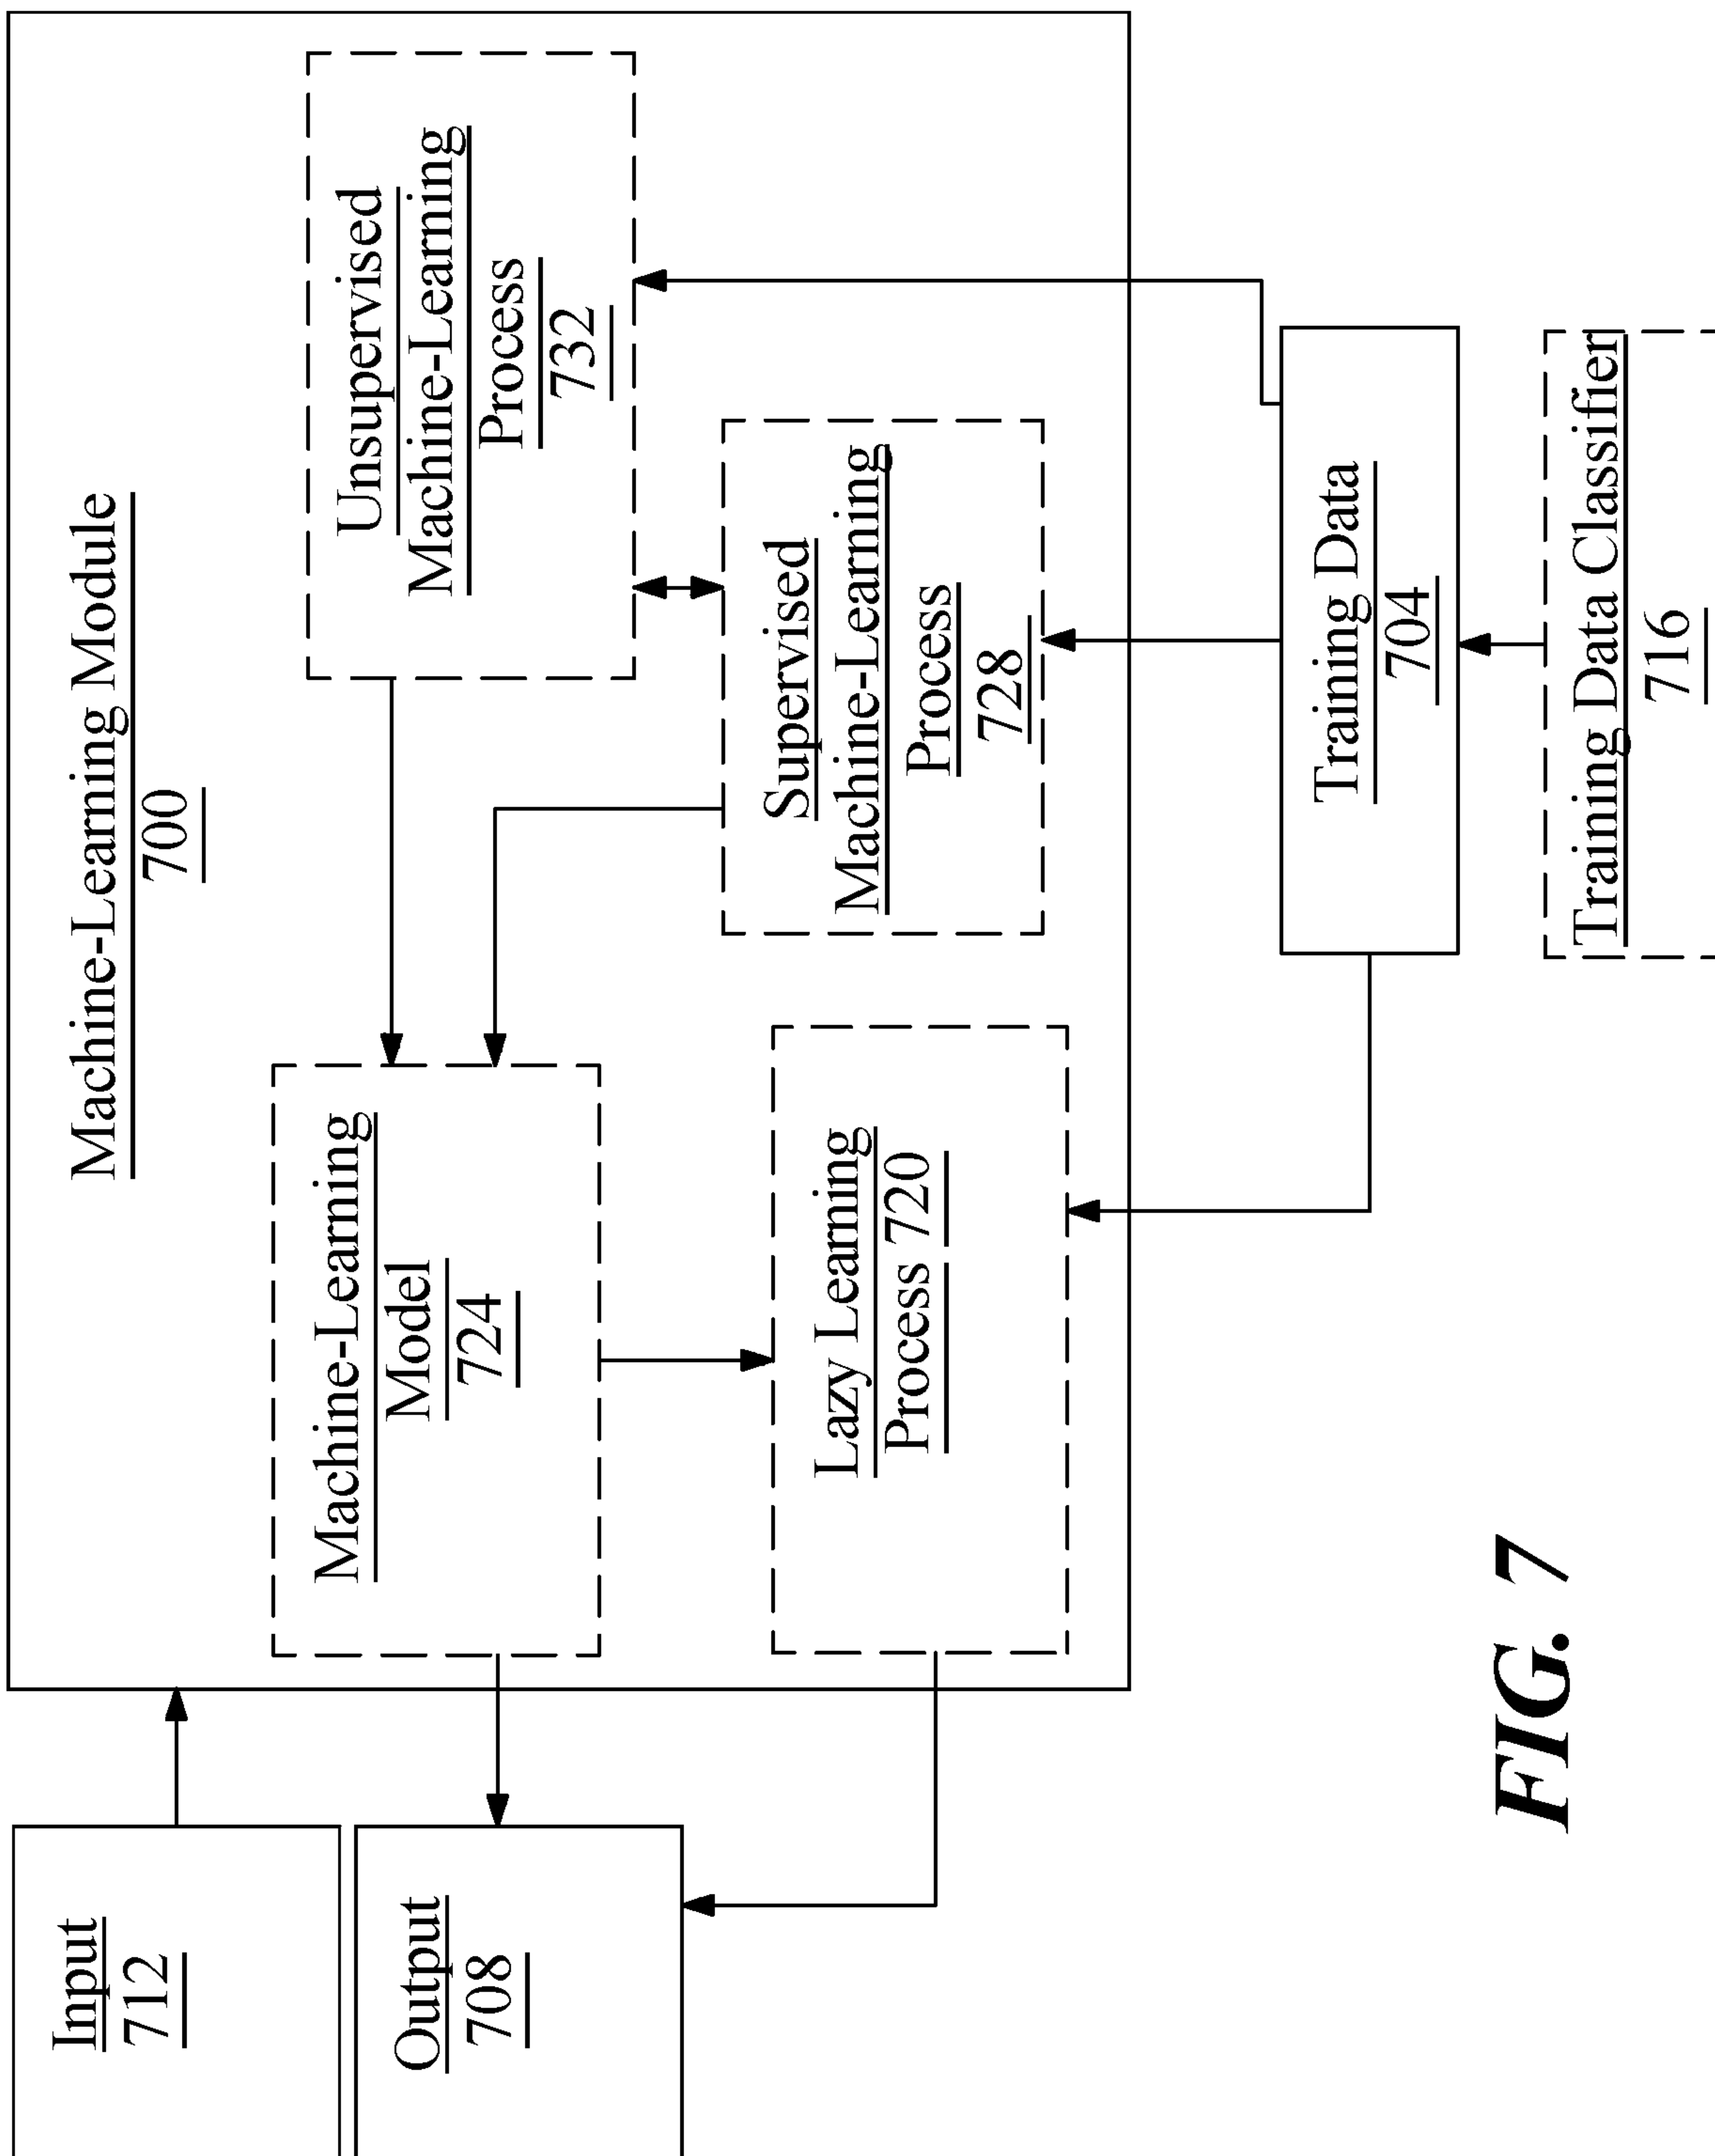 Machine-Learning Module
700
Input
712
Output
708
Machine-Learning
Model
724
Unsupervised
Machine-Learning
Process
732
Lazy Learning
Process 720
Supervised
Machine-Learning
Process
728
Training Data
704
Training Data Classifier
716
FIG. 7